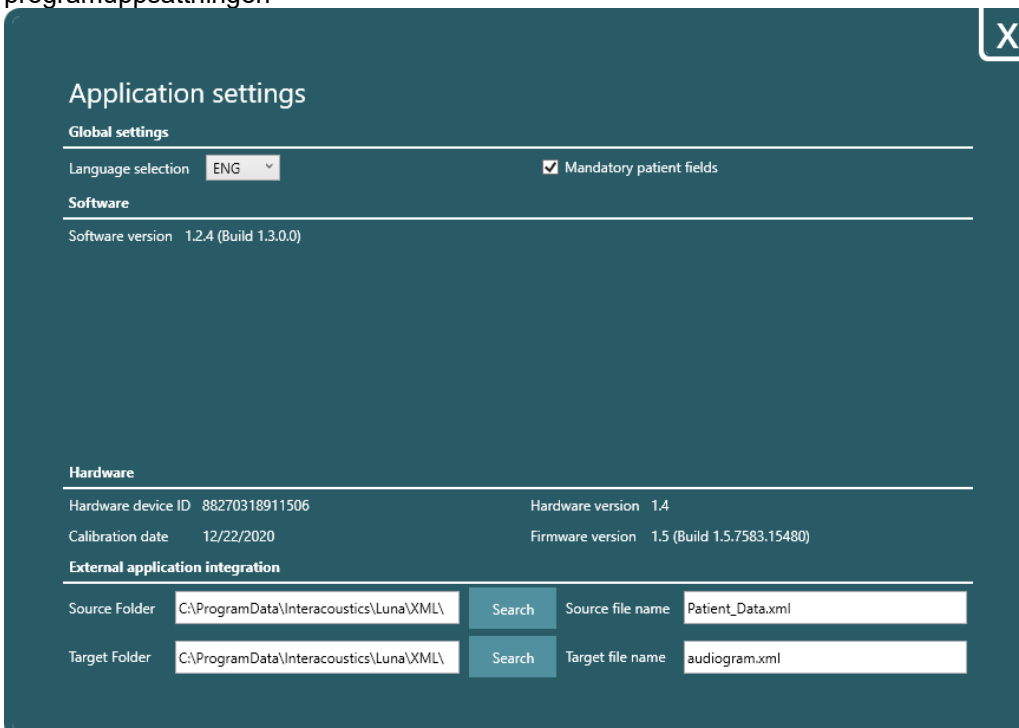 programuppsättningen
X
Application settings
Global settings
Language selection ENG Mandatory patient fields
Software
Software version 1.2.4 (Build 1.3.0.0)
Hardware
Hardware device ID 88270318911506 Hardware version 1.4
Calibration date 12/22/2020 Firmware version 1.5 (Build 1.5.7583.15480)
External application integration
Source Folder C:\ProgramData\Interacoustics\Luna\XML\ Search Source file name Patient_Data.xml
Target Folder C:\ProgramData\Interacoustics\Luna\XML\ Search Target file name audiogram.xml